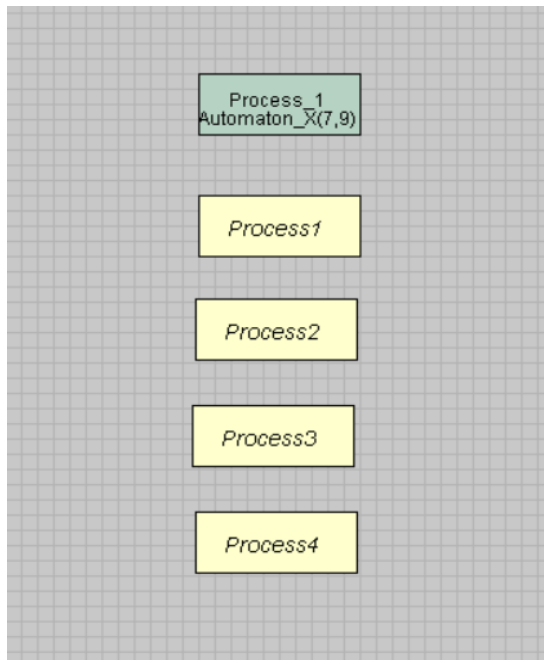 Process_1
Automaton_X(7,9)
Process1
Process2
Process3
Process4